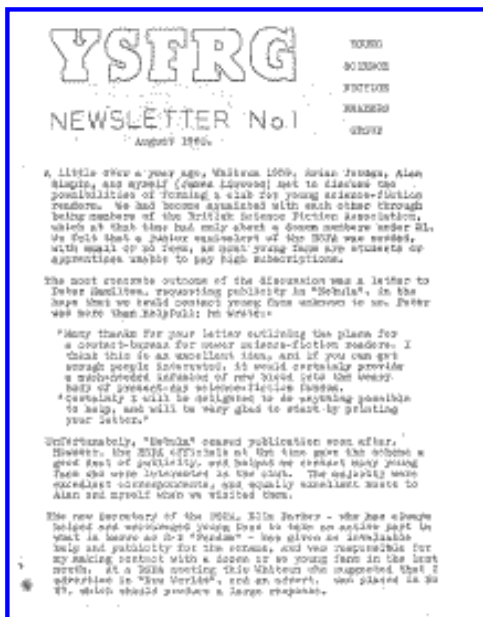 YSFRG
YOUNG
SCIENCE
FICTION
READERS
GROUP
NEWSLETTER No.1
August 1960.
A little over a year ago, Whitsun 1959, Brian Jordan, Alan
and myself (James Linwood) met to discuss the
possibilities of forming a club for young science-fiction
readers. We had become acquainted with each other through
being members of the British Science Fiction Association,
which at that time had only about a dozen members under 21.
We felt that a junior equivalent of the BSFA was needed,
with small or no fees, as most young fans are students or
apprentices unable to pay high subscriptions.
The most concrete outcome of the discussion was a letter to
Peter Hamilton, requesting publicity in "Nebula", in the
hope that we could contact young fans unknown to us. Peter
was more than helpful; he wrote:-
"Many thanks for your letter outlining the plans for
a contact-bureau for newer science-fiction readers. I
think this is an excellent idea, and if you can get
enough people interested, it would certainly provide
a much-needed infusion of new blood into the weary
body of present-day science-fiction fandom.
"Certainly I will be delighted to do anything possible
to help, and will be very glad to start by printing
your letter."
Unfortunately, "Nebula" ceased publication soon after.
However, the BSFA officials at the time gave the scheme a
good deal of publicity, and helped us contact many young
fans who were interested in the club. The majority were
excellent correspondents, and equally excellent hosts to
Alan and myself when we visited them.
The new Secretary of the BSFA, Ella Parker - who has always
helped and encouraged young fans to take an active part in
what is known as S-F "Fandom" - has given us invaluable
help and publicity for the scheme, and was responsible for
my making contact with a dozen or so young fans in the last
month. At a BSFA meeting this Whitsun she suggested that I
advertise in "New Worlds", and an advert. was placed in No
97, which should produce a large response.